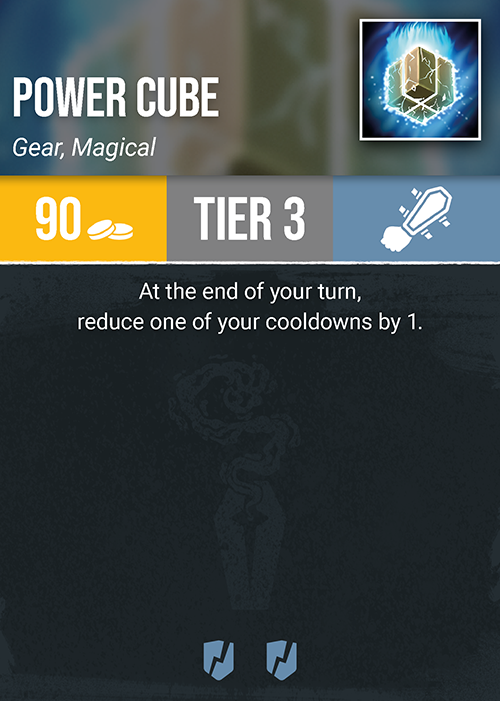 POWER CUBE
Gear, Magical
90 TIER 3
At the end of your turn,
reduce one of your cooldowns by 1.